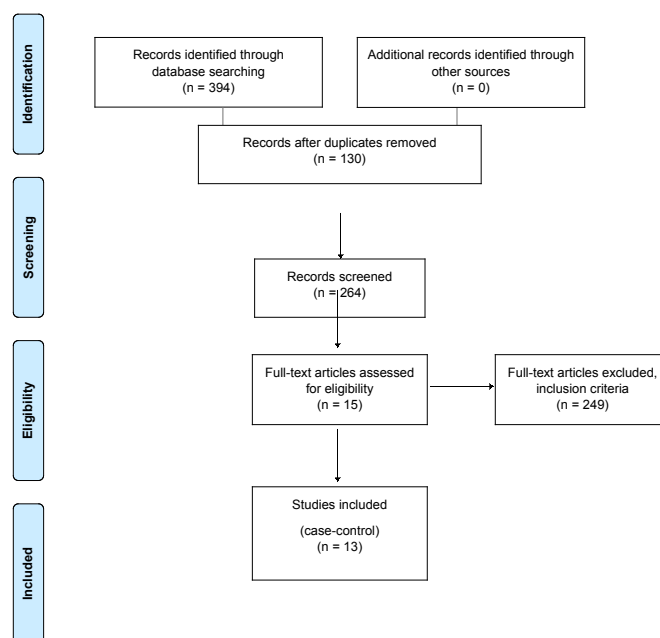 Identification
Records identified through
database searching
(n = 394)
Additional records identified through
other sources
(n = 0)
Records after duplicates removed
(n = 130)
Screening
Records screened
(n = 264)
Eligibility
Full-text articles assessed
for eligibility
(n = 15)
Full-text articles excluded,
inclusion criteria
(n = 249)
Included
Studies included
(case-control)
(n = 13)